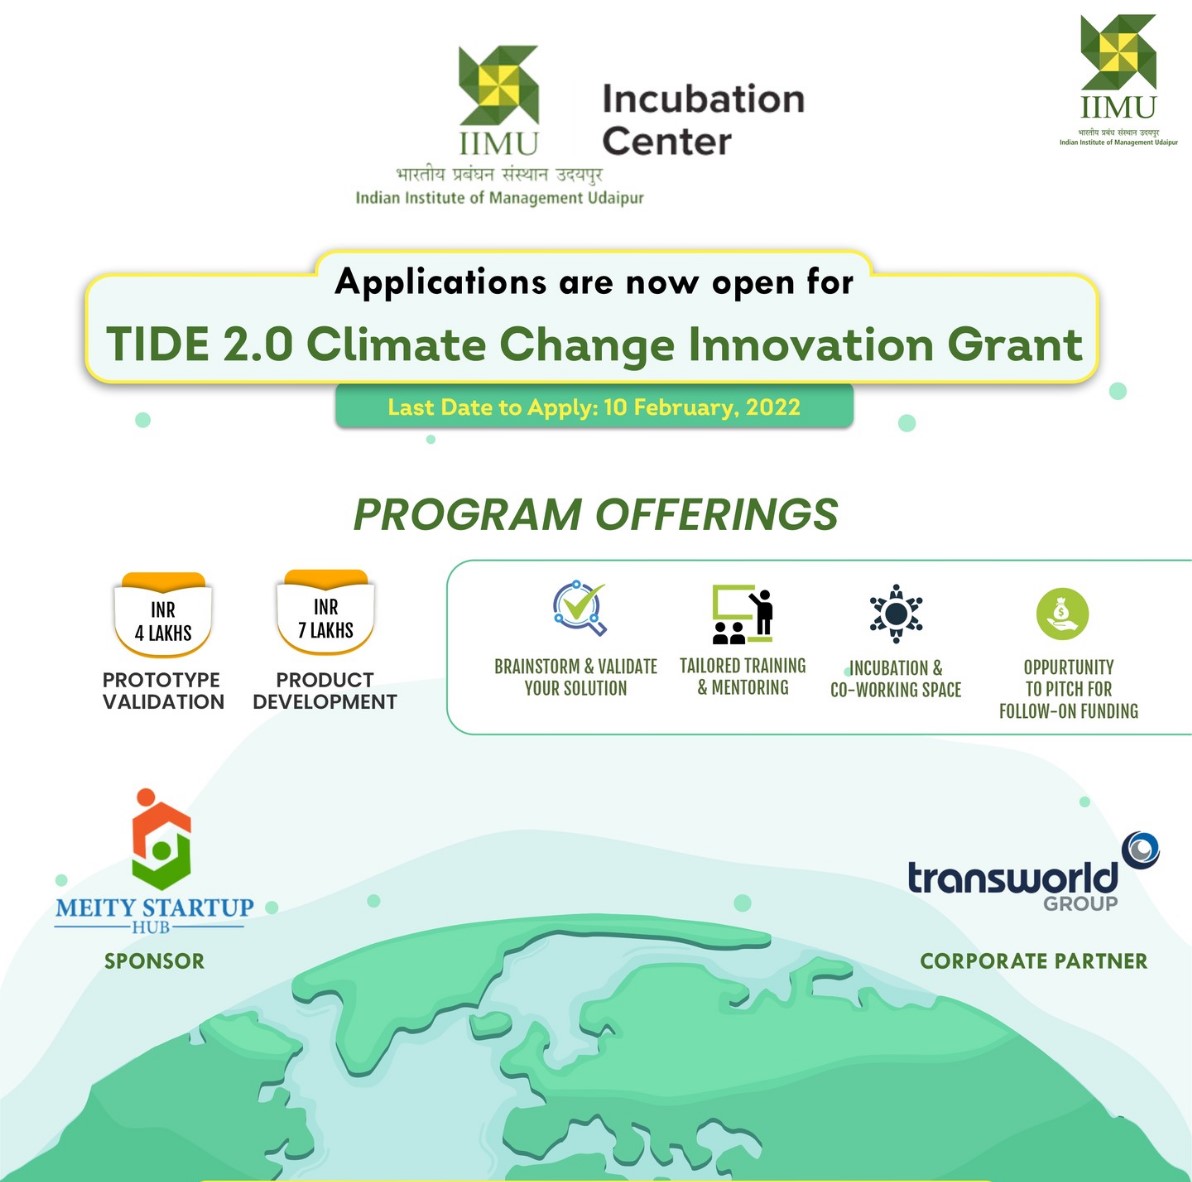 IIMU
भारतीय प्रबंघन संस्थान उदयपुर
Indian Institute of Management Udaipur
Incubation
Center
IIMU
भारतीय प्रबंध संस्थान उदयपुर
Indian Institute of Management Udaipur
Applications are now open for
TIDE 2.0 Climate Change Innovation Grant
Last Date to Apply: 10 February, 2022
PROGRAM OFFERINGS
INR
4 LAKHS
PROTOTYPE
VALIDATION
INR
7 LAKHS
PRODUCT
DEVELOPMENT
BRAINSTORM & VALIDATE
YOUR SOLUTION
TAILORED TRAINING
& MENTORING
INCUBATION &
CO-WORKING SPACE
OPPURTUNITY
TO PITCH FOR
FOLLOW-ON FUNDING
MEITY STARTUP
HUB
SPONSOR
transworld
GROUP
CORPORATE PARTNER